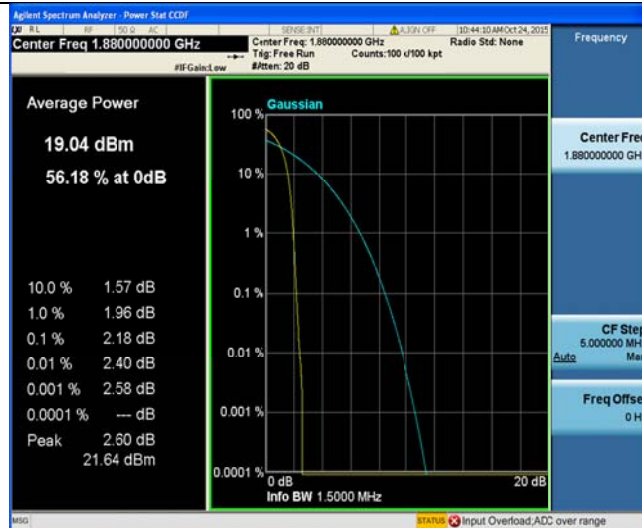 Agilent Spectrum Analyzer - Power Stat CCDF
RL RF 50 Ω AC SENSE:INT ALIGN OFF 10:44:10 AM Oct 24, 2015
Center Freq 1.880000000 GHz
Center Freq: 1.880000000 GHz Radio Std: None
Trig: Free Run Counts:100 k/100 kpt
#IFGain:Low #Atten: 20 dB
Frequency
Average Power
19.04 dBm
56.18 % at 0dB
10.0 % 1.57 dB
1.0 % 1.96 dB
0.1 % 2.18 dB
0.01 % 2.40 dB
0.001 % 2.58 dB
0.0001 % --- dB
Peak 2.60 dB
21.64 dBm
Gaussian
100 %
10 %
1 %
0.1 %
0.01 %
0.001 %
0.0001 %
0 dB 20 dB
Info BW 1.5000 MHz
Center Freq
1.880000000 GH
CF Step
5.000000 MH
Auto Ma
Freq Offse
0 H
MSG STATUS Input Overload;ADC over range